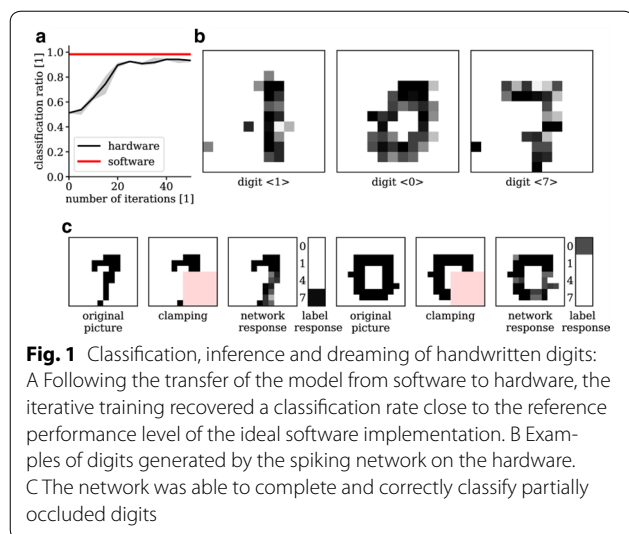 a
b
classification ratio [1]
1.0
0.8
0.6
0.4
0.2
0.0
hardware
software
0
20
40
number of iterations [1]
digit <1>
digit <0>
digit <7>
c
0
1
4
7
0
1
4
7
original
picture
clamping
network
response
label
response
original
picture
clamping
network
response
label
response
Fig. 1 Classification, inference and dreaming of handwritten digits:
A Following the transfer of the model from software to hardware, the
iterative training recovered a classification rate close to the reference
performance level of the ideal software implementation. B Exam-
ples of digits generated by the spiking network on the hardware.
C The network was able to complete and correctly classify partially
occluded digits